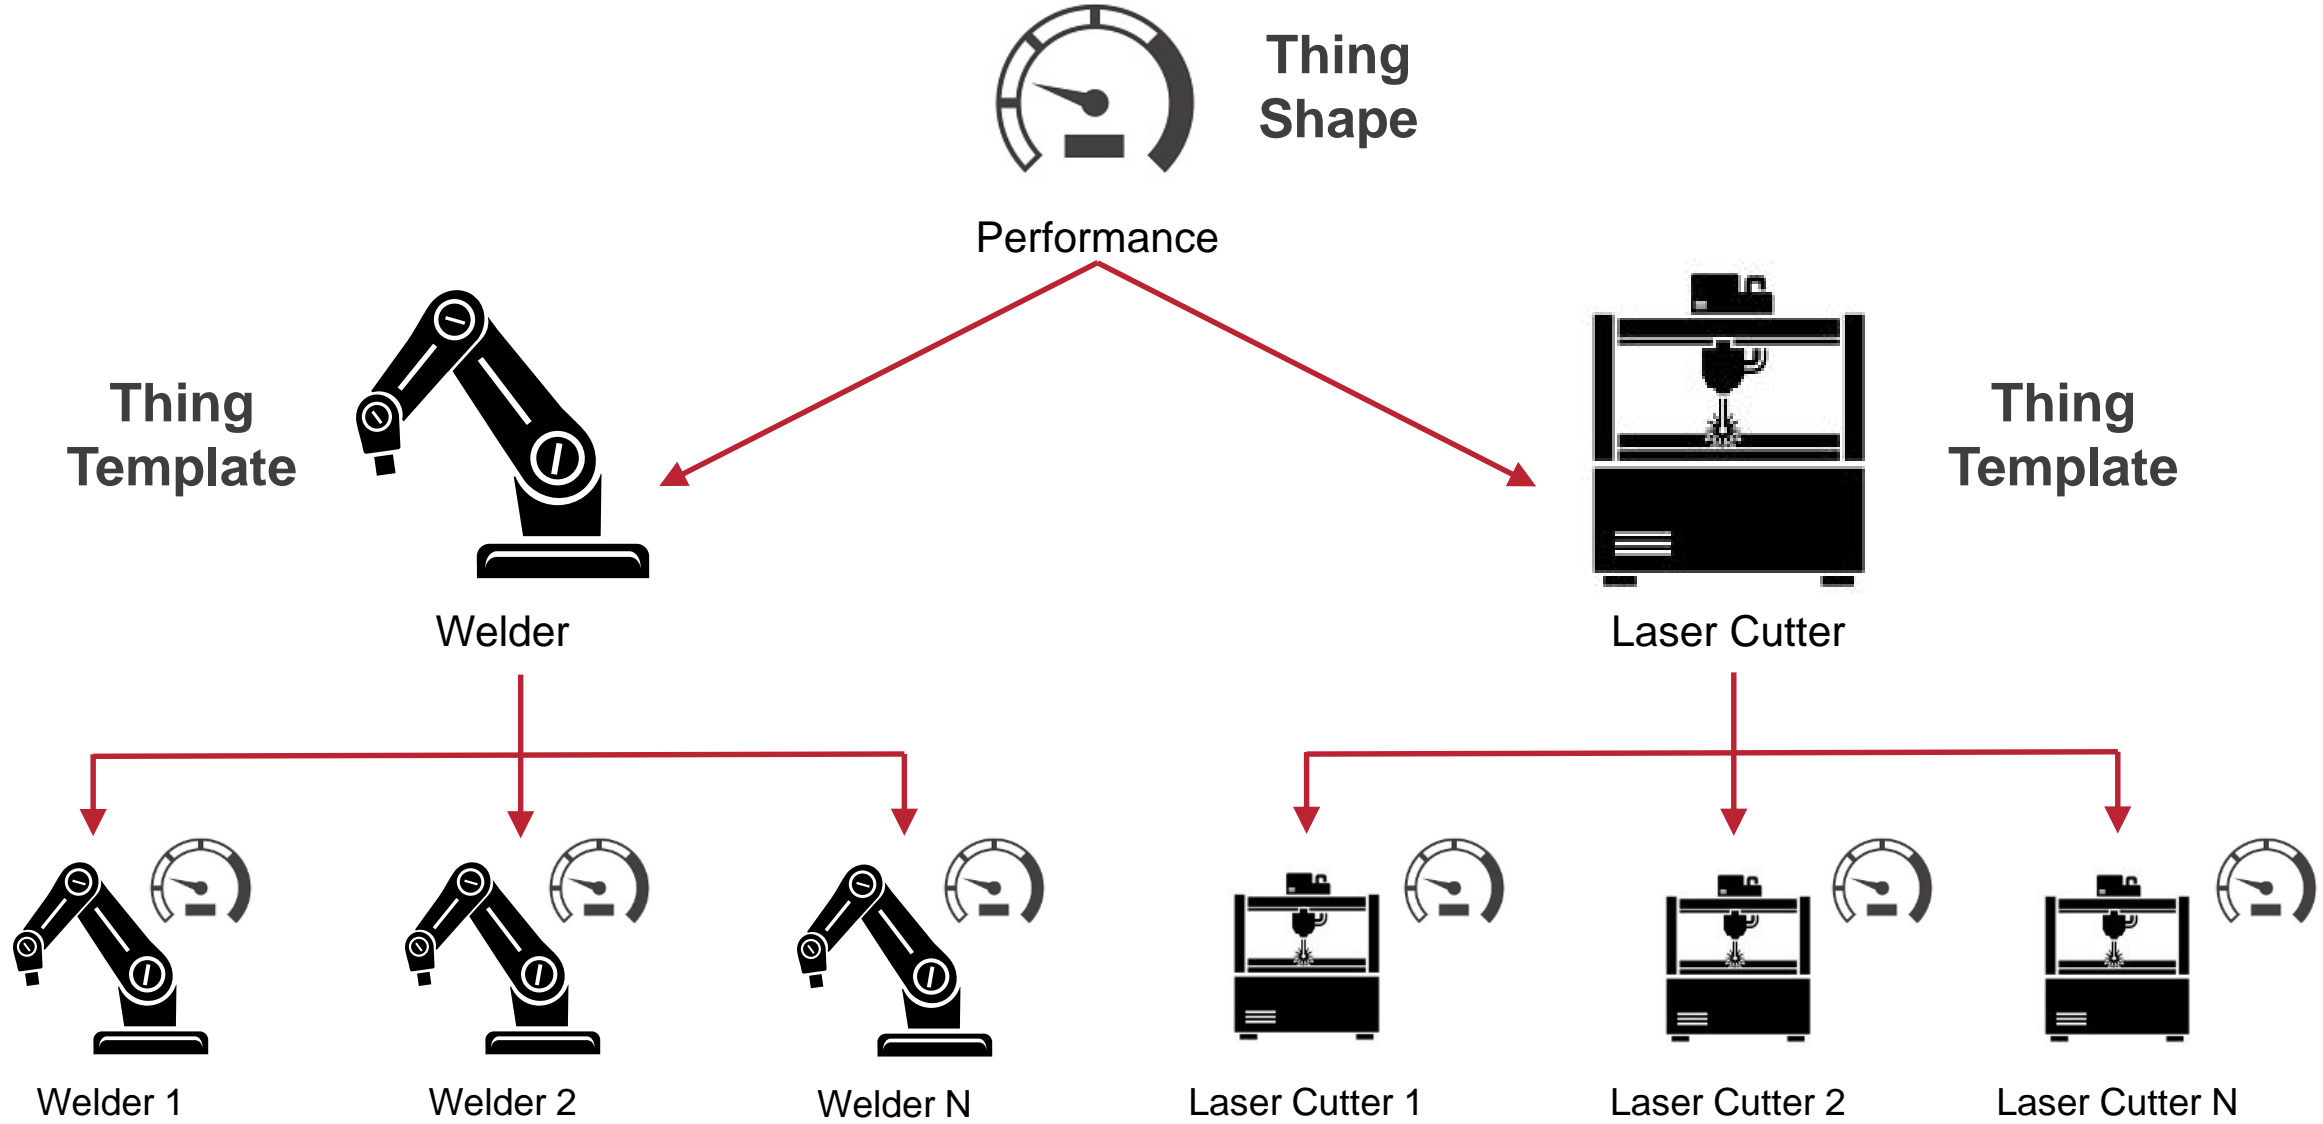 Thing
Shape
Performance
Thing
Template
Thing
Template
Welder
Laser Cutter
Welder 1
Welder 2
Welder N
Laser Cutter 1
Laser Cutter 2
Laser Cutter N